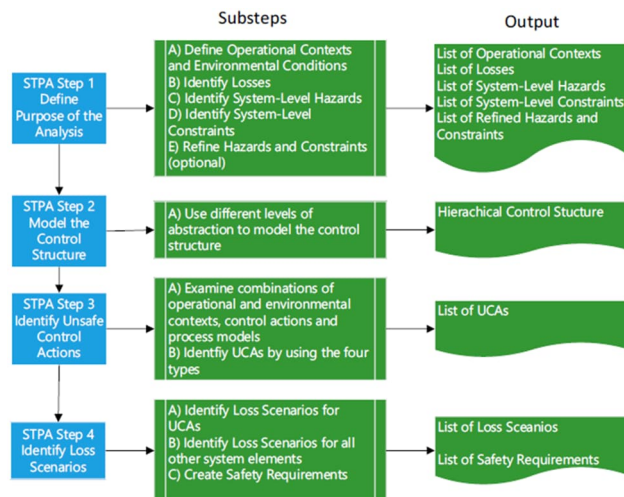 Substeps
Output
STPA Step 1
Define
Purpose of the
Analysis
A) Define Operational Contexts
and Environmental Conditions
B) Identify Losses
C) Identify System-Level Hazards
D) Identify System-Level
Constraints
E) Refine Hazards and Constraints
(optional)
List of Operational Contexts
List of Losses
List of System-Level Hazards
List of System-Level Constraints
List of Refined Hazards and
Constraints
STPA Step 2
Model the
Control
Structure
A) Use different levels of
abstraction to model the control
structure
Hierachical Control Stucture
STPA Step 3
Identify Unsafe
Control
Actions
A) Examine combinations of
operational and environmental
contexts, control actions and
process models
B) Identfiy UCAs by using the four
types
List of UCAs
STPA Step 4
Identify Loss
Scenarios
A) Identify Loss Scenarios for
UCAs
B) Identify Loss Scenarios for all
other system elements
C) Create Safety Requirements
List of Loss Sceanios
List of Safety Requirements